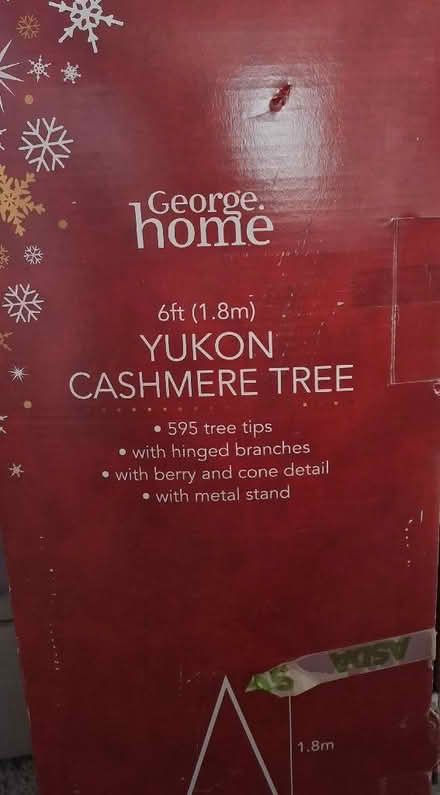 George.
home
6ft (1.8m)
YUKON
CASHMERE TREE
• 595 tree tips
• with hinged branches
• with berry and cone detail
• with metal stand
ASDA
1.8m